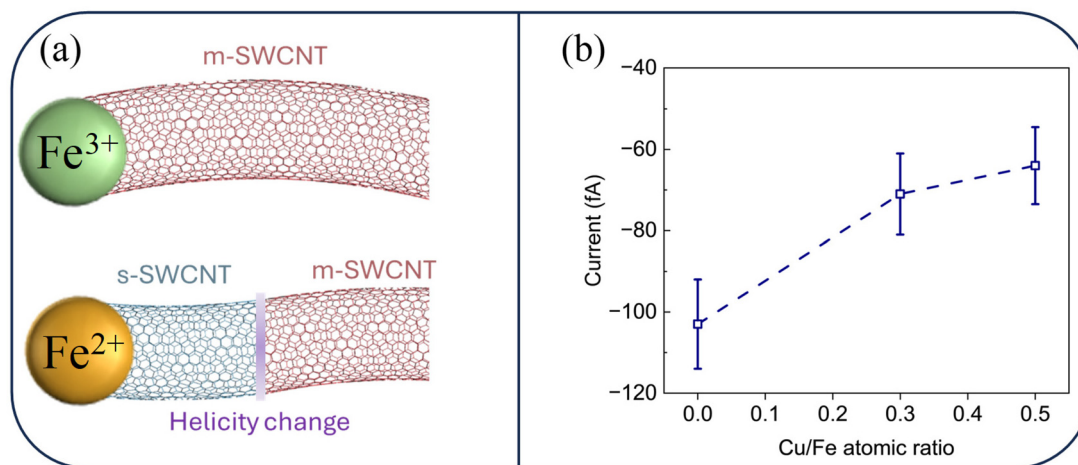 (a)
m-SWCNT
Fe³⁺
s-SWCNT
m-SWCNT
Fe²⁺
Helicity change
(b)
−40
−60
−80
−100
−120
Current (fA)
0.0 0.1 0.2 0.3 0.4 0.5
Cu/Fe atomic ratio